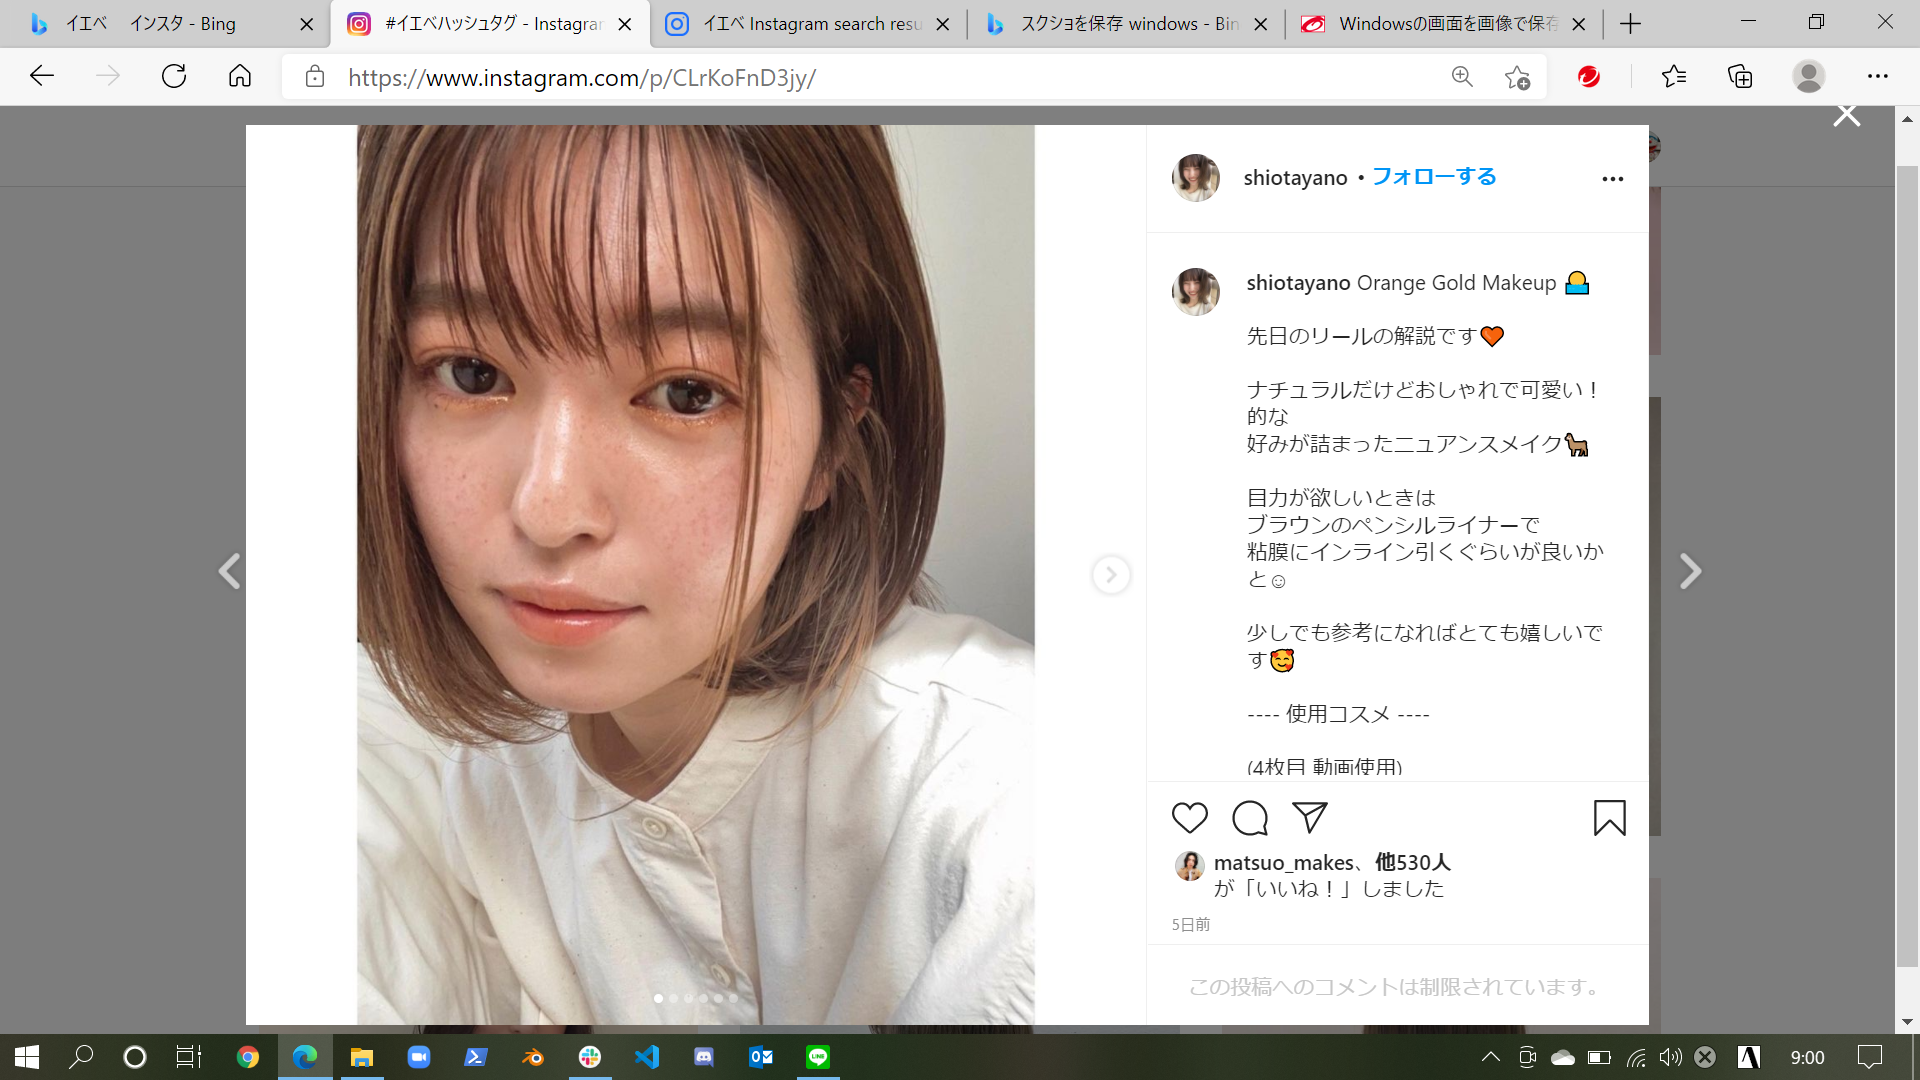 イエベ　インスタ - Bing
#イエベハッシュタグ - Instagra
イエベ Instagram search resu
スクショを保存 windows - Bin
Windowsの画面を画像で保存
https://www.instagram.com/p/CLrKoFnD3jy/
shiotayano • フォローする
shiotayano Orange Gold Makeup
先日のリールの解説です🧡
ナチュラルだけどおしゃれで可愛い！
的な
好みが詰まったニュアンスメイク🐐
目力が欲しいときは
ブラウンのペンシルライナーで
粘膜にインライン引くぐらいが良いか
と☺
少しでも参考になればとても嬉しいで
す🥰
---- 使用コスメ ----
(4枚目 動画使用)
matsuo_makes、他530人
が「いいね！」しました
5日前
この投稿へのコメントは制限されています。
9:00